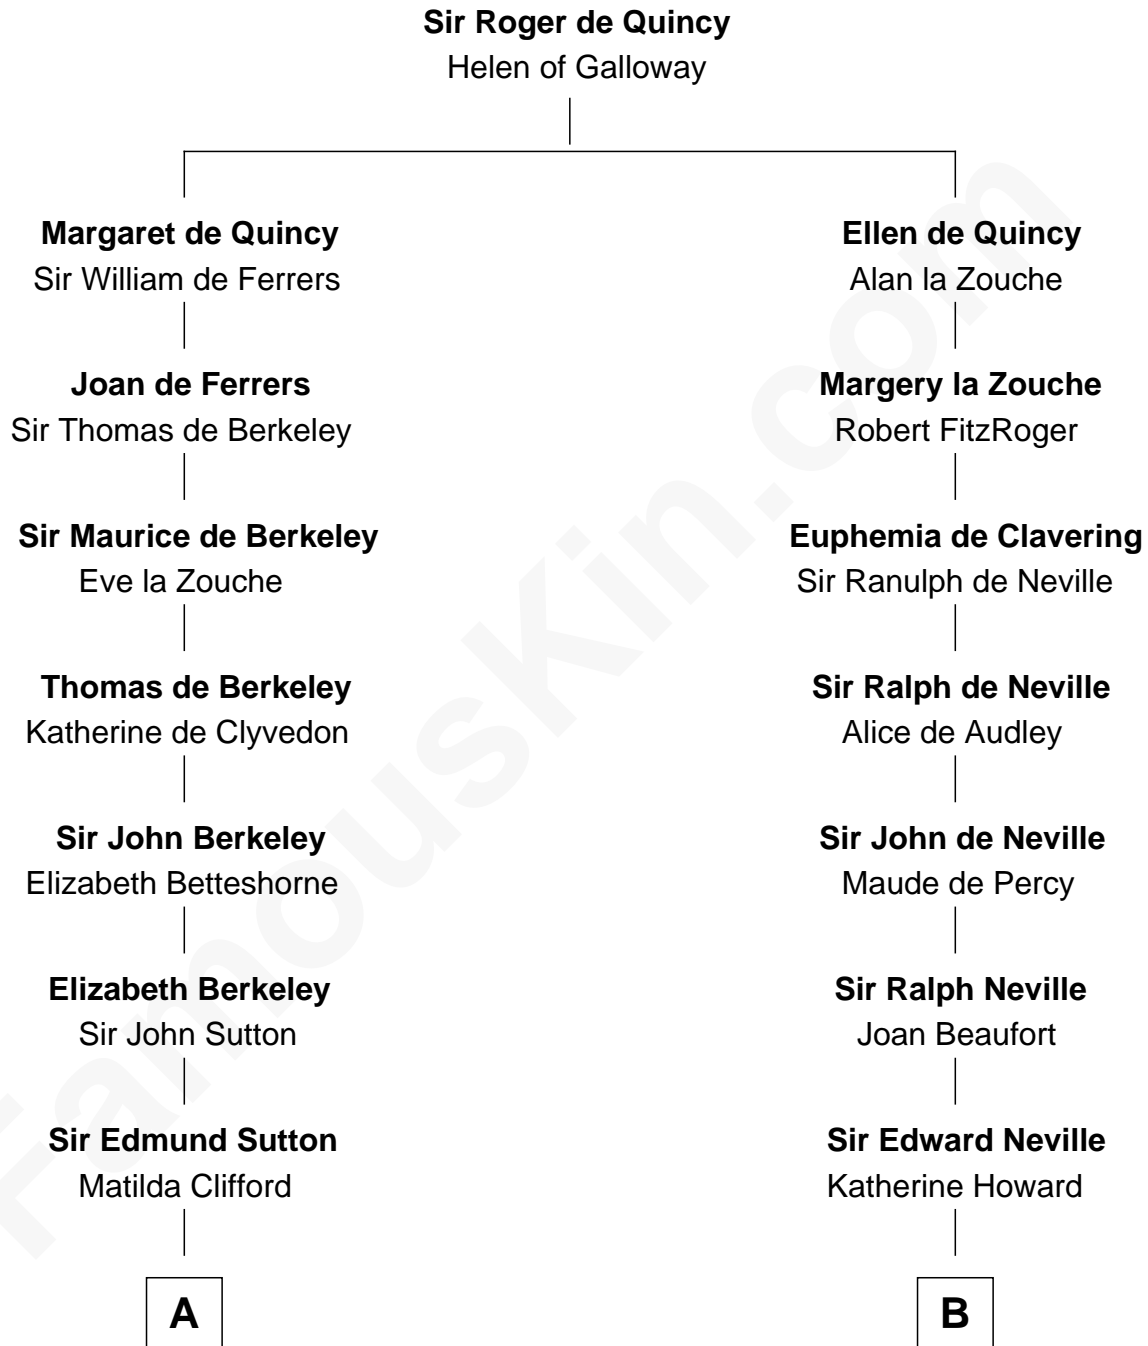 Sir Roger de Quincy
Helen of Galloway
Margaret de Quincy
Sir William de Ferrers
Ellen de Quincy
Alan la Zouche
Joan de Ferrers
Sir Thomas de Berkeley
Margery la Zouche
Robert FitzRoger
Sir Maurice de Berkeley
Eve la Zouche
Euphemia de Clavering
Sir Ranulph de Neville
Thomas de Berkeley
Katherine de Clyvedon
Sir Ralph de Neville
Alice de Audley
Sir John Berkeley
Elizabeth Betteshorne
Sir John de Neville
Maude de Percy
Elizabeth Berkeley
Sir John Sutton
Sir Ralph Neville
Joan Beaufort
Sir Edmund Sutton
Matilda Clifford
Sir Edward Neville
Katherine Howard
A
B
FamousKin.com